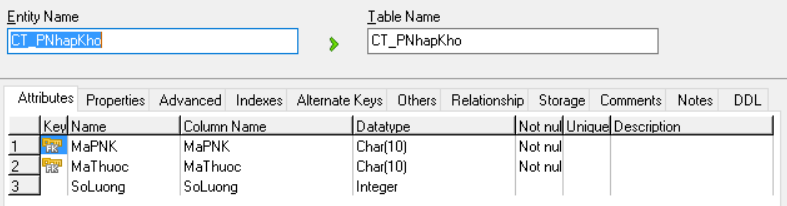 Entity Name Table Name
CT_PNhapKho CT_PNhapKho
Attributes Properties Advanced Indexes Alternate Keys Others Relationship Storage Comments Notes DDL
Key Name Column Name Datatype Not nul Unique Description
1 FK MaPNK MaPNK Char(10) Not nul
2 FK MaThuoc MaThuoc Char(10) Not nul
3 SoLuong SoLuong Integer